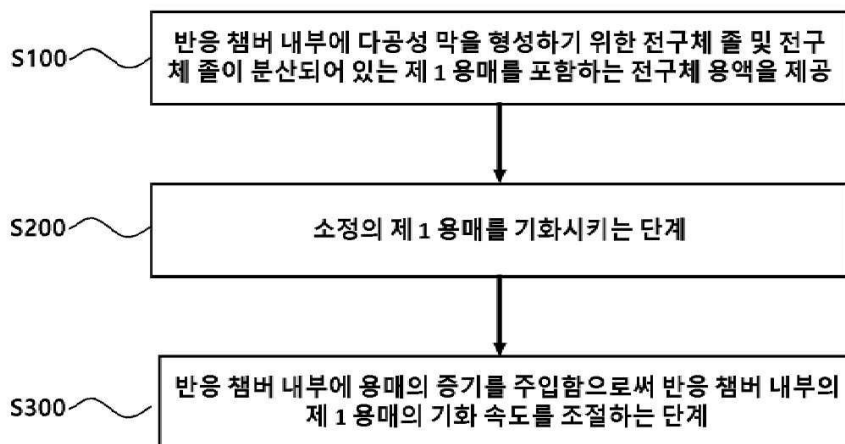 S100
반응 챔버 내부에 다공성 막을 형성하기 위한 전구체 졸 및 전구
체 졸이 분산되어 있는 제 1 용매를 포함하는 전구체 용액을 제공
S200
소정의 제 1 용매를 기화시키는 단계
S300
반응 챔버 내부에 용매의 증기를 주입함으로써 반응 챔버 내부의
제 1 용매의 기화 속도를 조절하는 단계